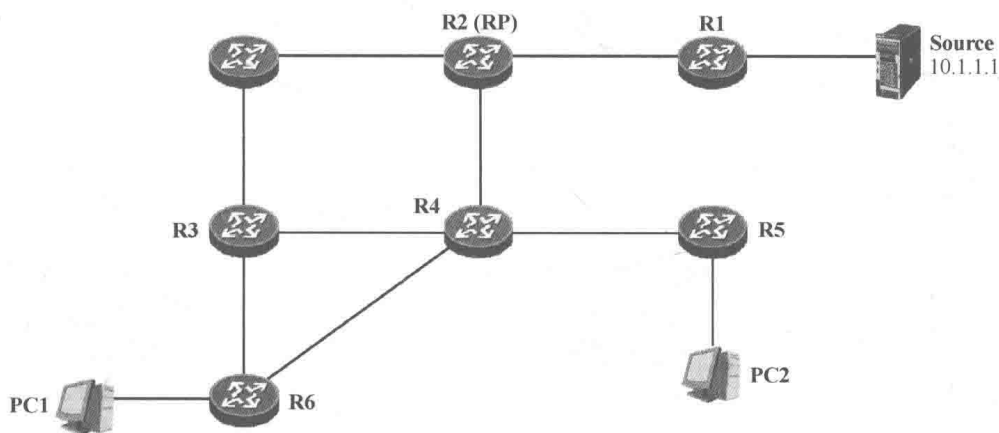 R2 (RP)
R1
Source
10.1.1.1
R3
R4
R5
PC1
R6
PC2